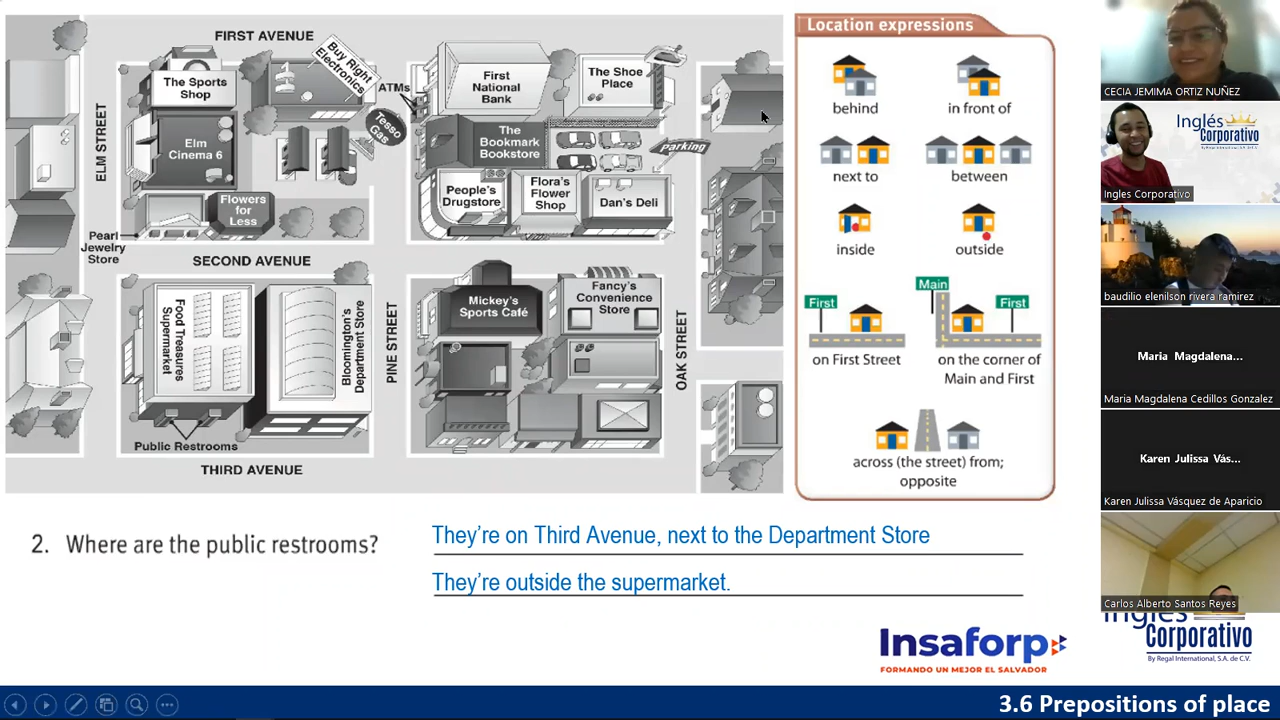 FIRST AVENUE
The Sports
Shop
Buy Right
Electronics
ATMs
First
National
Bank
The Shoe
Place
ELM STREET
Elm
Cinema 6
Tesso
Gas
The
Bookmark
Bookstore
parking
Flowers
for
Less
People's
Drugstore
Flora's
Flower
Shop
Dan's Deli
Pearl
Jewelry
Store
SECOND AVENUE
Food Treasures
Supermarket
Bloomington's
Department Store
PINE STREET
Mickey's
Sports Café
Fancy's
Convenience
Store
OAK STREET
Public Restrooms
THIRD AVENUE
Location expressions
behind
in front of
next to
between
inside
outside
First
Main
First
on First Street
on the corner of
Main and First
across (the street) from;
opposite
2. Where are the public restrooms?
They're on Third Avenue, next to the Department Store
They're outside the supermarket.
Insaforp
FORMANDO UN MEJOR EL SALVADOR
3.6 Prepositions of place
CECIA JEMIMA ORTIZ NUÑEZ
Inglés
Corporativo
By Regal International, S.A. de C.V.
Ingles Corporativo
baudilio elenilson rivera ramirez
Maria Magdalena...
Maria Magdalena Cedillos Gonzalez
Karen Julissa Vás...
Karen Julissa Vásquez de Aparicio
Carlos Alberto Santos Reyes
Inglés
Corporativo
By Regal International, S.A. de C.V.